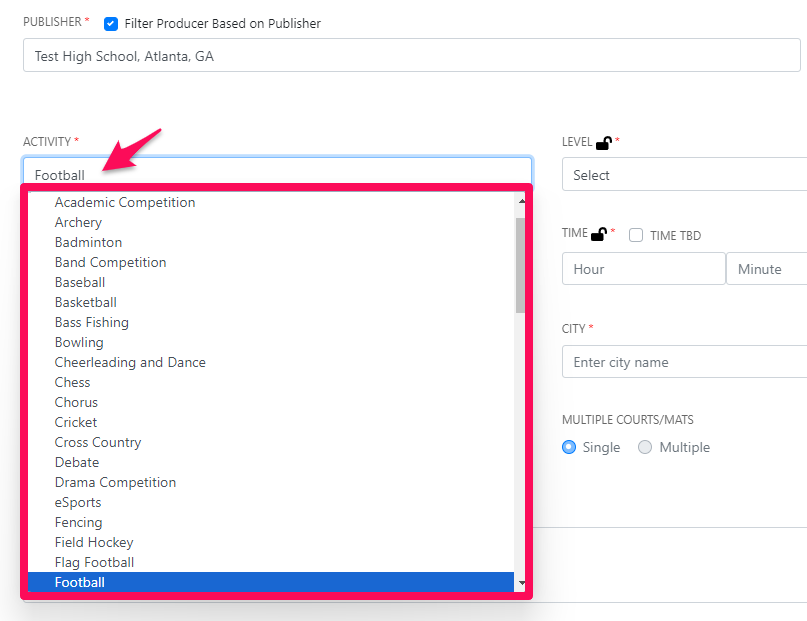 PUBLISHER * Filter Producer Based on Publisher
Test High School, Atlanta, GA
ACTIVITY *
Football
Academic Competition
Archery
Badminton
Band Competition
Baseball
Basketball
Bass Fishing
Bowling
Cheerleading and Dance
Chess
Chorus
Cricket
Cross Country
Debate
Drama Competition
eSports
Fencing
Field Hockey
Flag Football
Football
LEVEL *
Select
TIME * TIME TBD
Hour Minute
CITY *
Enter city name
MULTIPLE COURTS/MATS
Single Multiple